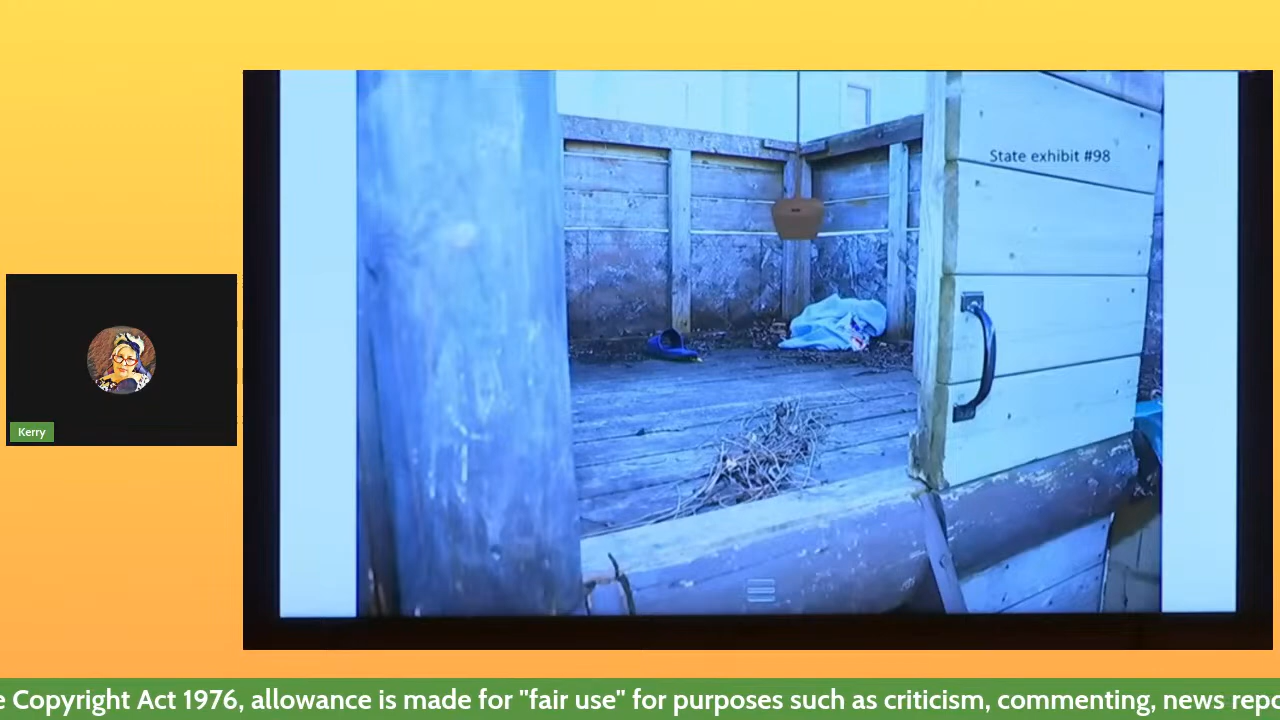 State exhibit #98
Kerry
e Copyright Act 1976, allowance is made for "fair use" for purposes such as criticism, commenting, news repo